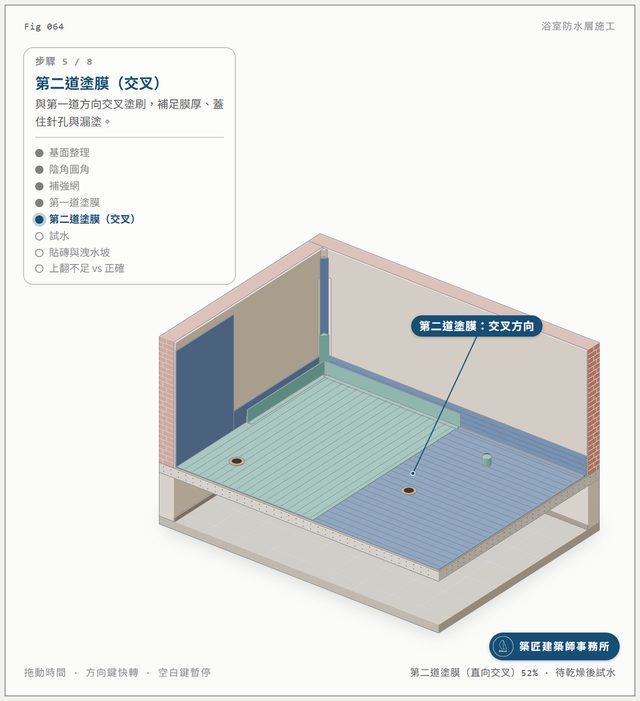 Fig 064
浴室防水層施工
步驟 5 / 8
第二道塗膜（交叉）
與第一道方向交叉塗刷，補足膜厚、蓋
住針孔與漏塗。
基面整理
陰角圓角
補強網
第一道塗膜
第二道塗膜（交叉）
試水
貼磚與洩水坡
上翻不足 vs 正確
第二道塗膜：交叉方向
築匠建築師事務所
拖動時間 · 方向鍵快轉 · 空白鍵暫停
第二道塗膜（直向交叉）52% · 待乾燥後試水